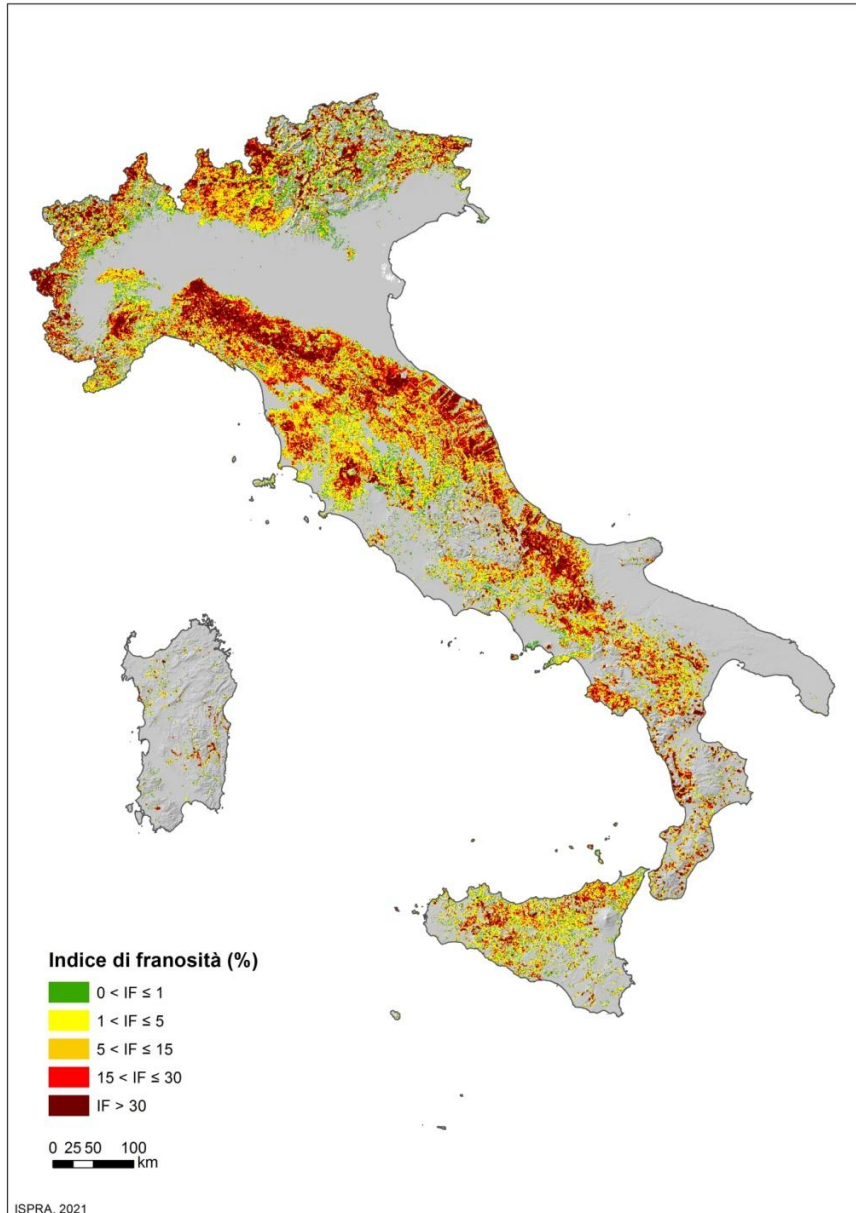 Indice di franosità (%)
0 < IF ≤ 1
1 < IF ≤ 5
5 < IF ≤ 15
15 < IF ≤ 30
IF > 30
0 25 50 100
km
ISPRA, 2021